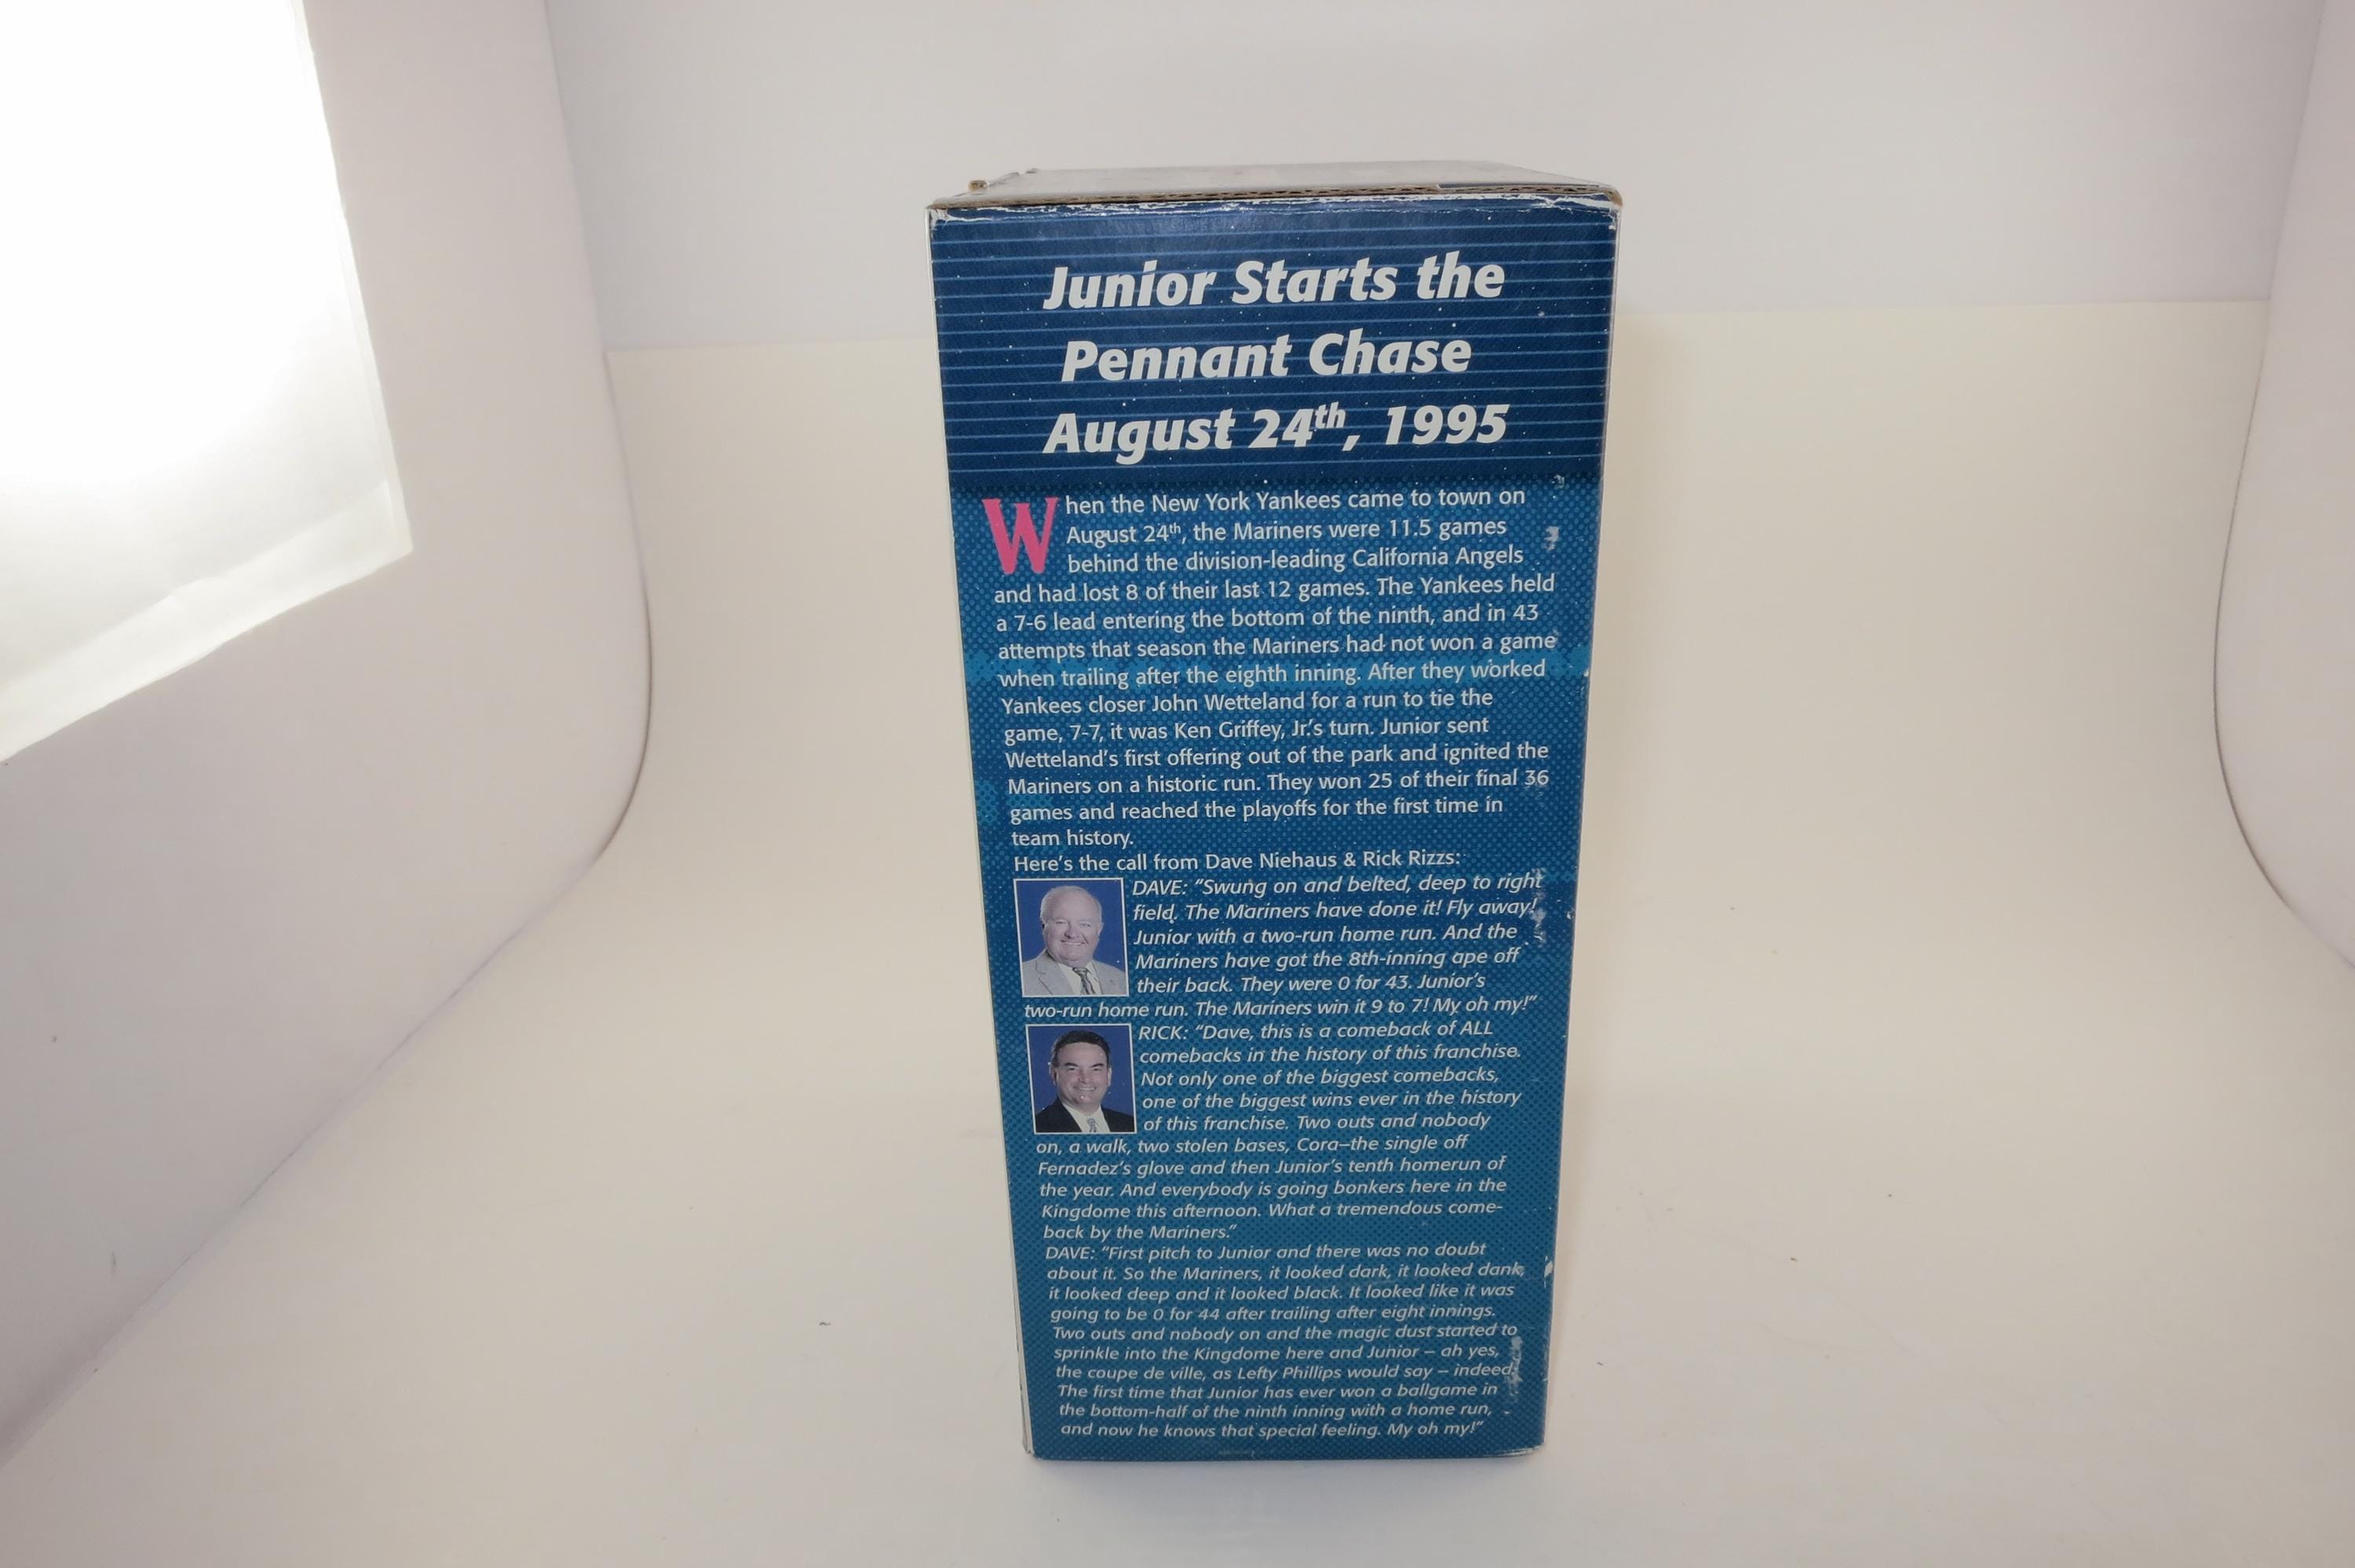 Junior Starts the
Pennant Chase
August 24th, 1995
When the New York Yankees came to town on
August 24th, the Mariners were 11.5 games
behind the division-leading California Angels
and had lost 8 of their last 12 games. The Yankees held
a 7-6 lead entering the bottom of the ninth, and in 43
attempts that season the Mariners had not won a game
when trailing after the eighth inning. After they worked
Yankees closer John Wetteland for a run to tie the
game, 7-7, it was Ken Griffey, Jr.'s turn. Junior sent
Wetteland's first offering out of the park and ignited the
Mariners on a historic run. They won 25 of their final 36
games and reached the playoffs for the first time in
team history.
Here's the call from Dave Niehaus & Rick Rizzs:
DAVE: "Swung on and belted, deep to right
field. The Mariners have done it! Fly away!
Junior with a two-run home run. And the
Mariners have got the 8th-inning ape off
their back. They were 0 for 43. Junior's
two-run home run. The Mariners win it 9 to 7! My oh my!"
RICK: "Dave, this is a comeback of ALL
comebacks in the history of this franchise.
Not only one of the biggest comebacks,
one of the biggest wins ever in the history
of this franchise. Two outs and nobody
on, a walk, two stolen bases, Cora–the single off
Fernadez's glove and then Junior's tenth homerun of
the year. And everybody is going bonkers here in the
Kingdome this afternoon. What a tremendous come-
back by the Mariners."
DAVE: "First pitch to Junior and there was no doubt
about it. So the Mariners, it looked dark, it looked dank,
it looked deep and it looked black. It looked like it was
going to be 0 for 44 after trailing after eight innings.
Two outs and nobody on and the magic dust started to
sprinkle into the Kingdome here and Junior – ah yes,
the coupe de ville, as Lefty Phillips would say – indeed.
The first time that Junior has ever won a ballgame in
the bottom-half of the ninth inning with a home run,
and now he knows that special feeling. My oh my!"